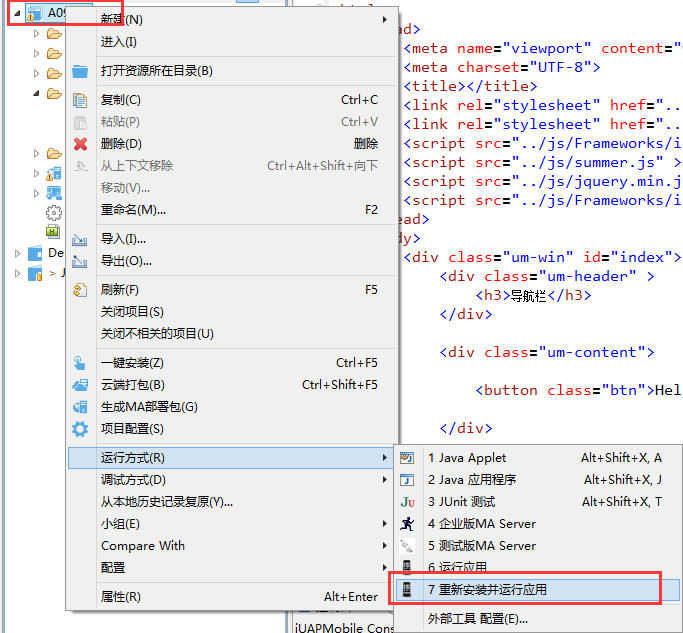 A09
新建(N)
进入(I)
打开资源所在目录(B)
复制(C) Ctrl+C
粘贴(P) Ctrl+V
删除(D) 删除
从上下文移除 Ctrl+Alt+Shift+向下
移动(V)...
重命名(M)... F2
导入(I)...
导出(O)...
刷新(F) F5
关闭项目(S)
关闭不相关的项目(U)
一键安装(Z) Ctrl+F5
云端打包(B) Ctrl+Shift+F5
生成MA部署包(G)
项目配置(S)
运行方式(R)
调试方式(D)
从本地历史记录复原(Y)...
小组(E)
Compare With
配置
属性(R) Alt+Enter
De
> J
ad>
<meta name="viewport" content="
<meta charset="UTF-8">
<title></title>
<link rel="stylesheet" href="..
<link rel="stylesheet" href="..
<script src="../js/Frameworks/i
<script src="../js/summer.js" >
<script src="../js/jquery.min.j
<script src="../js/Frameworks/i
ead>
dy>
<div class="um-win" id="index">
<div class="um-header" >
<h3>导航栏</h3>
</div>
<div class="um-content">
<button class="btn">Hel
</div>
1 Java Applet Alt+Shift+X, A
2 Java 应用程序 Alt+Shift+X, J
3 JUnit 测试 Alt+Shift+X, T
4 企业版MA Server
5 测试版MA Server
6 运行应用
7 重新安装并运行应用
外部工具 配置(E)...
iUAPMobile Cons